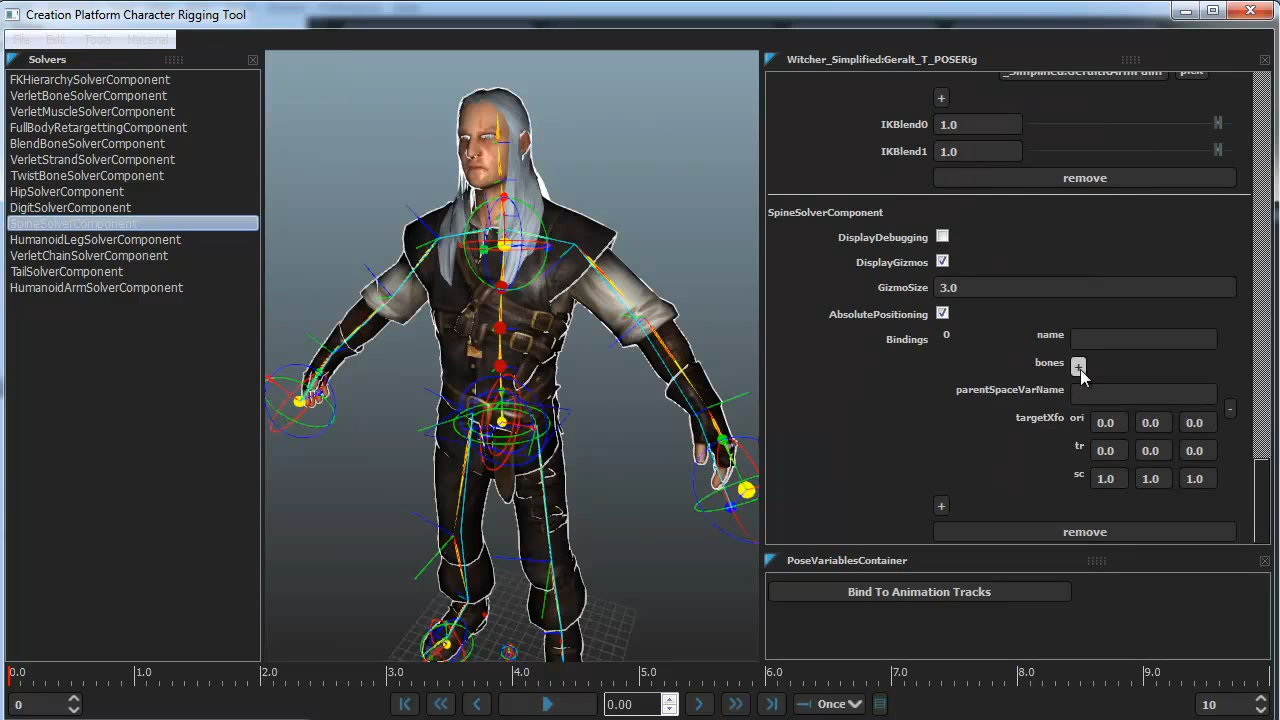 Creation Platform Character Rigging Tool
File Edit Tools Material
Solvers
FKHierarchySolverComponent
VerletBoneSolverComponent
VerletMuscleSolverComponent
FullBodyRetargettingComponent
BlendBoneSolverComponent
VerletStrandSolverComponent
TwistBoneSolverComponent
HipSolverComponent
DigitSolverComponent
SpineSolverComponent
HumanoidLegSolverComponent
VerletChainSolverComponent
TailSolverComponent
HumanoidArmSolverComponent
Witcher_Simplified:Geralt_T_POSERig
pick
+
IKBlend0 1.0
IKBlend1 1.0
remove
SpineSolverComponent
DisplayDebugging
DisplayGizmos
GizmoSize 3.0
AbsolutePositioning
Bindings 0 name
bones +
parentSpaceVarName
-
targetXfo ori 0.0 0.0 0.0
tr 0.0 0.0 0.0
sc 1.0 1.0 1.0
+
remove
PoseVariablesContainer
Bind To Animation Tracks
0.0 1.0 2.0 3.0 4.0 5.0 6.0 7.0 8.0 9.0
0 0.00 Once 10